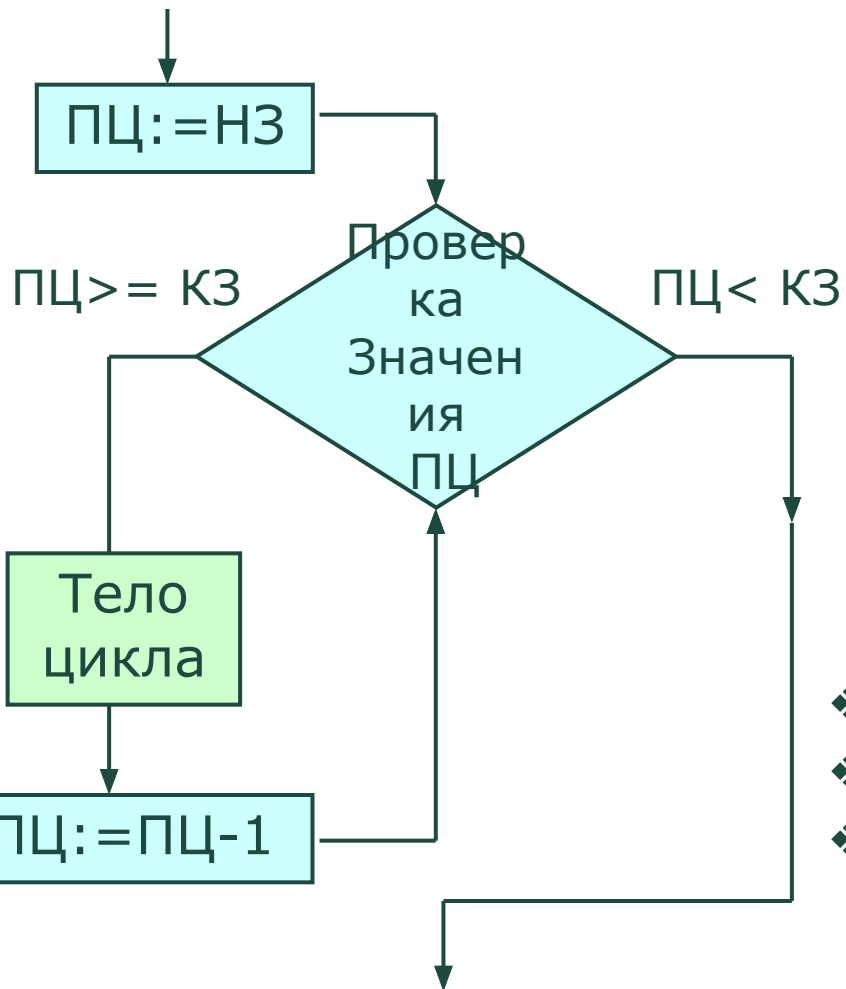 ПЦ:=НЗ
Провер
ка
Значен
ия
ПЦ
ПЦ>= КЗ
ПЦ< КЗ
Тело
цикла
ПЦ:=ПЦ-1